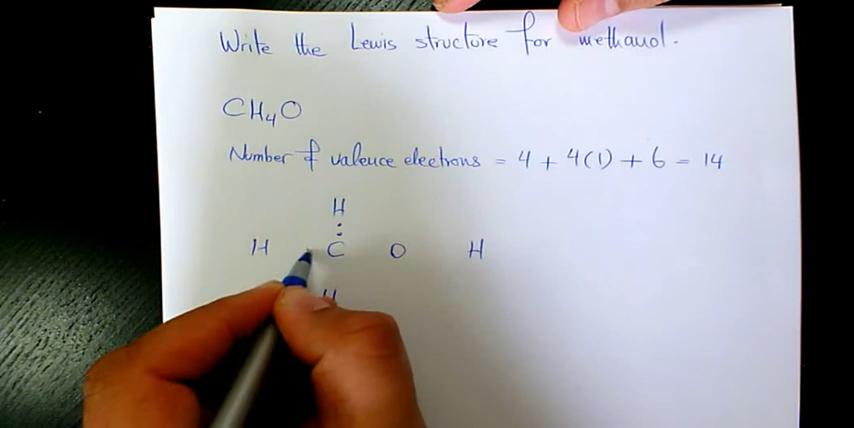 Write the Lewis structure for methanol.
CH₄O
Number of valence electrons = 4 + 4(1) + 6 = 14
H
H C O H
H